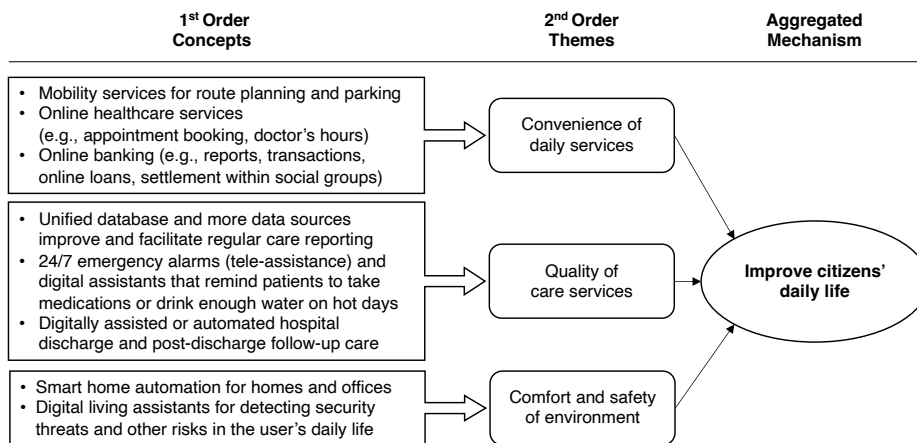 1st Order
Concepts
2nd Order
Themes
Aggregated
Mechanism
• Mobility services for route planning and parking
• Online healthcare services
(e.g., appointment booking, doctor's hours)
• Online banking (e.g., reports, transactions,
online loans, settlement within social groups)
Convenience of
daily services
• Unified database and more data sources
improve and facilitate regular care reporting
• 24/7 emergency alarms (tele-assistance) and
digital assistants that remind patients to take
medications or drink enough water on hot days
• Digitally assisted or automated hospital
discharge and post-discharge follow-up care
Quality of
care services
Improve citizens'
daily life
• Smart home automation for homes and offices
• Digital living assistants for detecting security
threats and other risks in the user's daily life
Comfort and safety
of environment